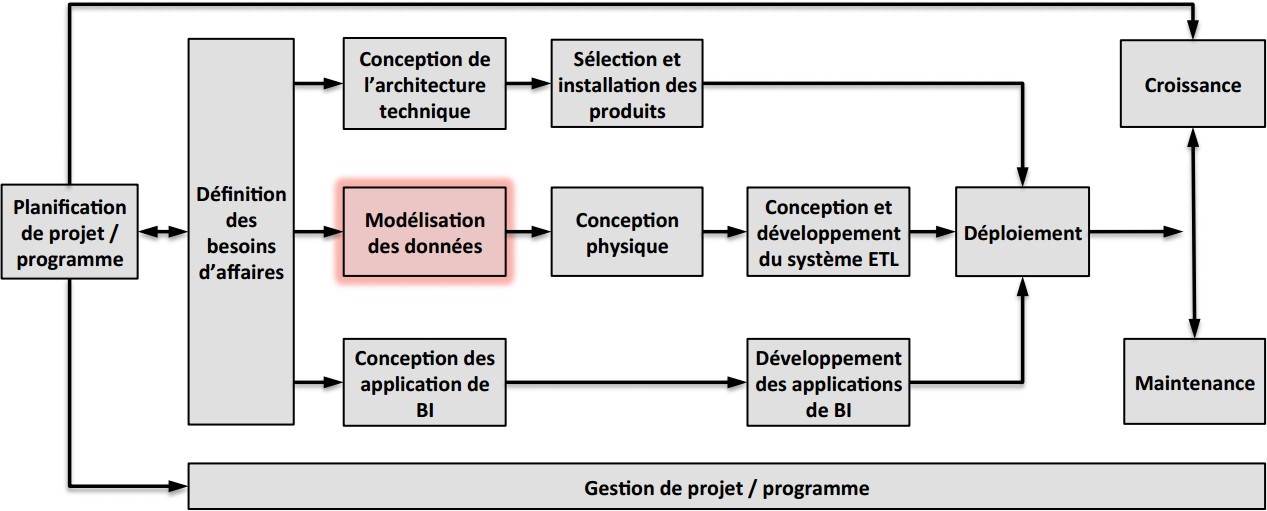 Planification
de projet /
programme
Définition
des
besoins
d'affaires
Conception de
l'architecture
technique
Sélection et
installation des
produits
Modélisation
des données
Conception
physique
Conception et
développement
du système ETL
Déploiement
Conception des
application de
BI
Développement
des applications
de BI
Croissance
Maintenance
Gestion de projet / programme